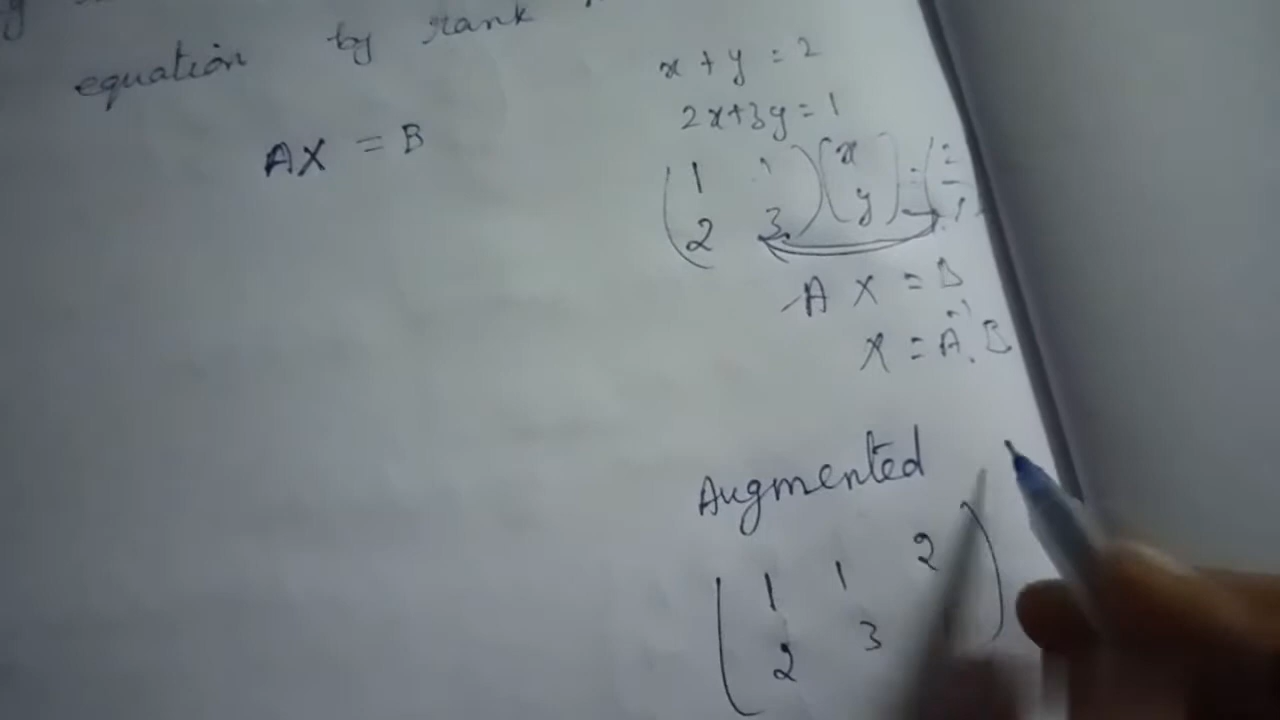 equation by rank
AX = B
x + y = 2
2x+3y = 1
( 1 1 ) ( x ) = ( 2 )
( 2 3 ) ( y ) ( 1 )
A X = B
X = A⁻¹. B
Augmented
( 1 1 2 )
( 2 3